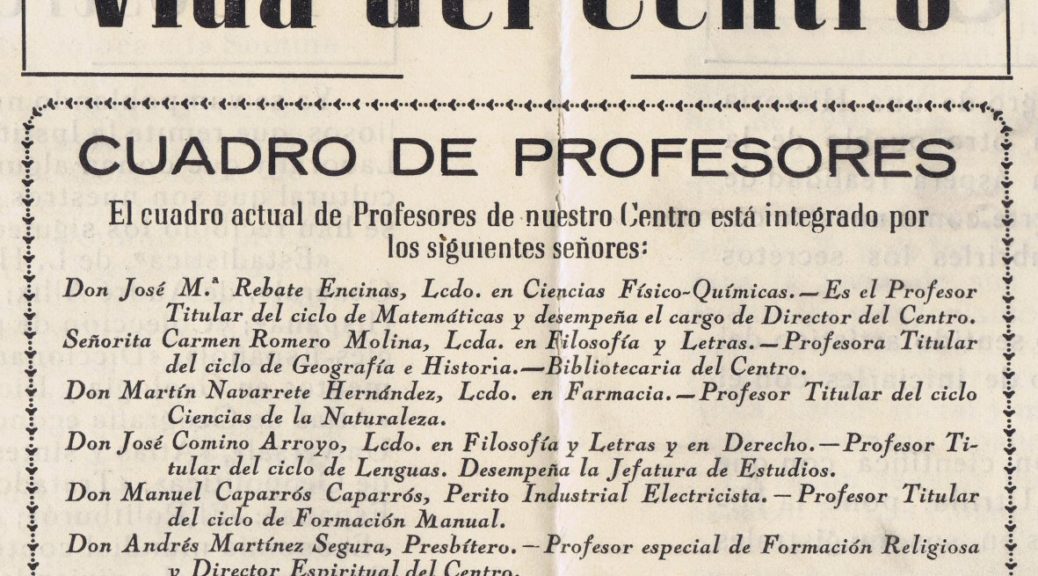 Vida del Centro
CUADRO DE PROFESORES
El cuadro actual de Profesores de nuestro Centro está integrado por
los siguientes señores:
Don José M.ª Rebate Encinas, Lcdo. en Ciencias Físico-Químicas.—Es el Profesor
Titular del ciclo de Matemáticas y desempeña el cargo de Director del Centro.
Señorita Carmen Romero Molina, Lcda. en Filosofía y Letras.—Profesora Titular
del ciclo de Geografía e Historia.—Bibliotecaria del Centro.
Don Martín Navarrete Hernández, Lcdo. en Farmacia.—Profesor Titular del ciclo
Ciencias de la Naturaleza.
Don José Comino Arroyo, Lcdo. en Filosofía y Letras y en Derecho.—Profesor Ti-
tular del ciclo de Lenguas. Desempeña la Jefatura de Estudios.
Don Manuel Caparrós Caparrós, Perito Industrial Electricista.—Profesor Titular
del ciclo de Formación Manual.
Don Andrés Martínez Segura, Presbítero.—Profesor especial de Formación Religiosa
y Director Espiritual del Centro.